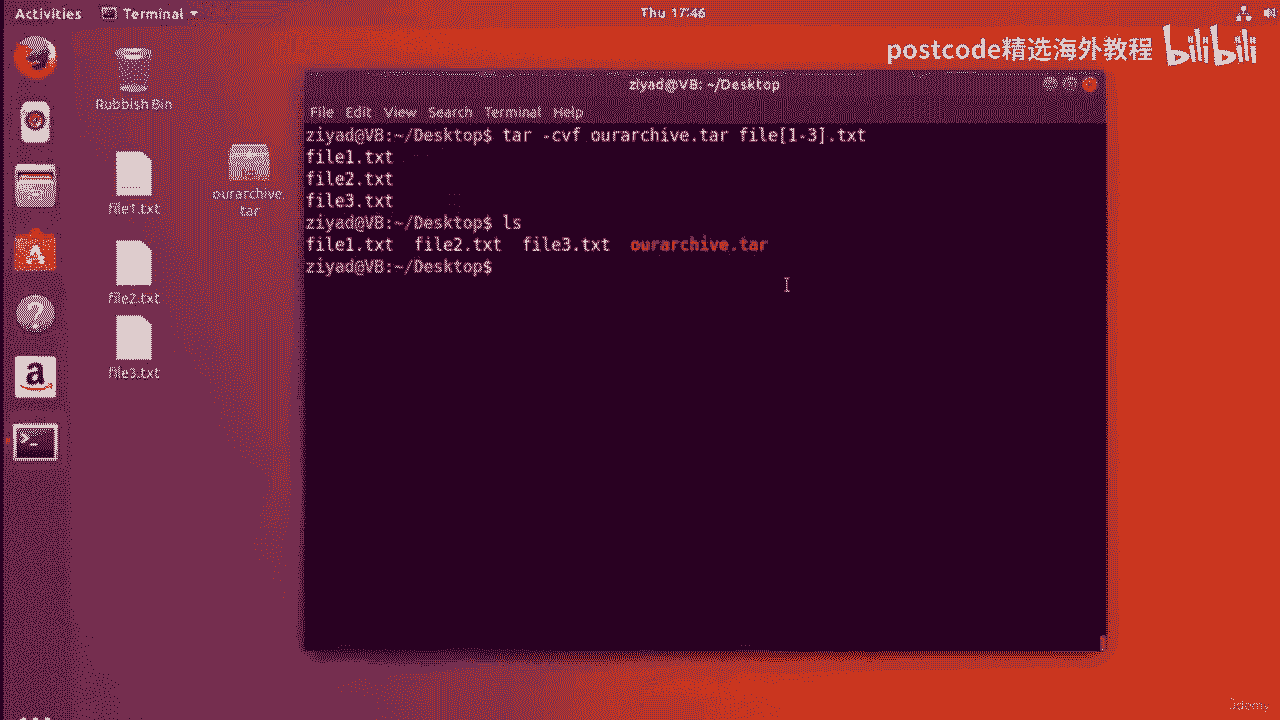 Activities Terminal Thu 17:46
postcode精选海外教程 bilibili
Rubbish Bin
file1.txt
ourarchive.
tar
file2.txt
file3.txt
ziyad@VB: ~/Desktop
File Edit View Search Terminal Help
ziyad@VB:~/Desktop$ tar -cvf ourarchive.tar file[1-3].txt
file1.txt
file2.txt
file3.txt
ziyad@VB:~/Desktop$ ls
file1.txt file2.txt file3.txt ourarchive.tar
ziyad@VB:~/Desktop$
a
>_
?